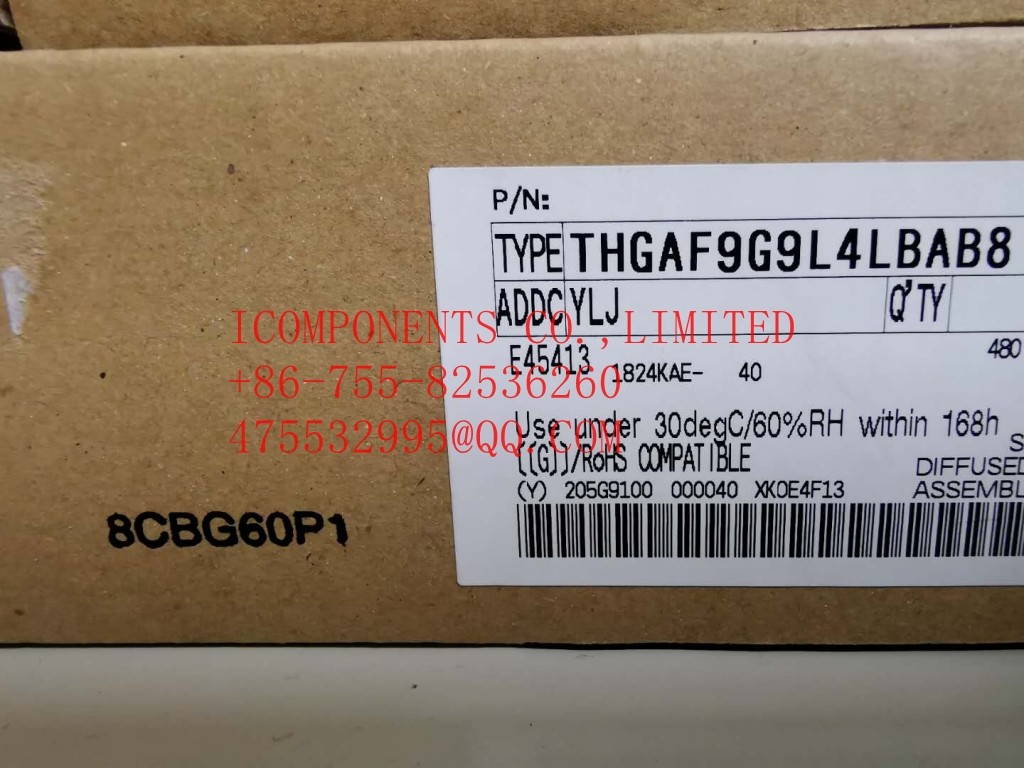 P/N:
TYPE THGAF9G9L4LBAB8
ADDC YLJ Q'TY
ICOMPONENTS CO.,LIMITED
E45413 1824KAE- 40 480
+86-755-82536260
Use under 30degC/60%RH within 168h
475532995@QQ.COM
[[G]]/RoHS COMPATIBLE
DIFFUSED
(Y) 205G9100 000040 XK0E4F13 ASSEMBL
8CBG60P1